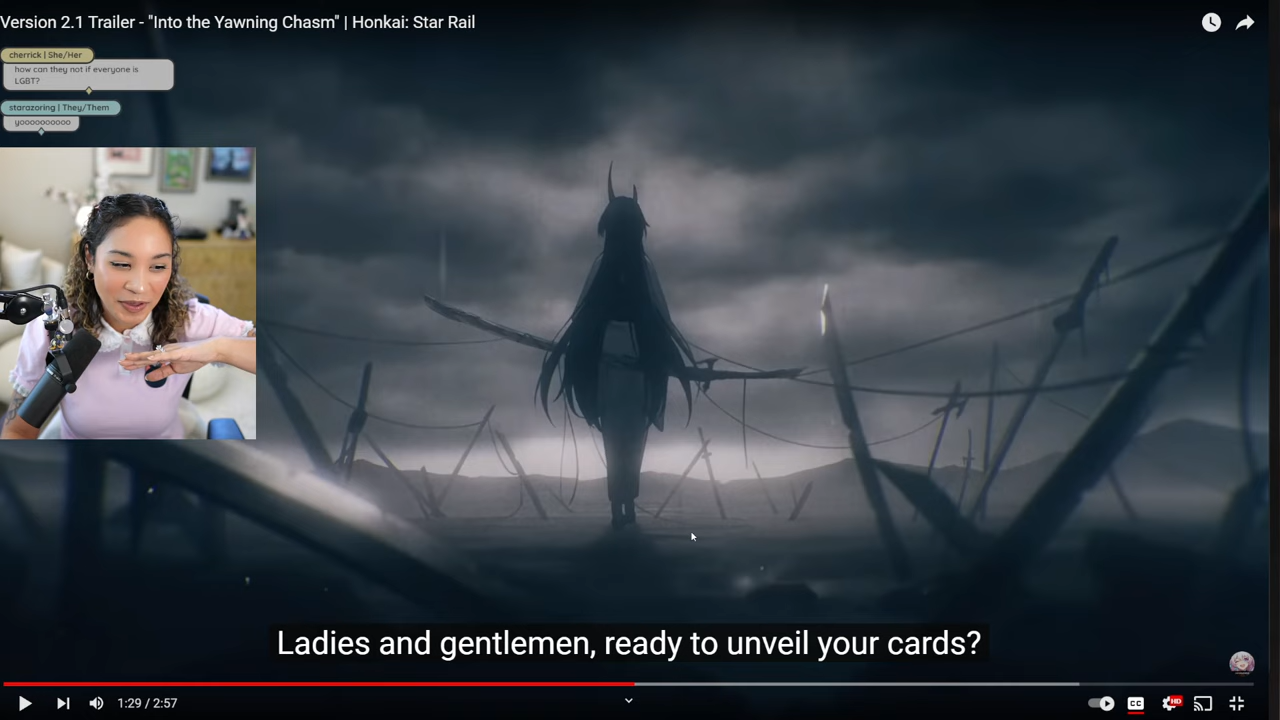 Version 2.1 Trailer - "Into the Yawning Chasm" | Honkai: Star Rail
cherrick | She/Her
how can they not if everyone is
LGBT?
starazoring | They/Them
yoooooooooo
Ladies and gentlemen, ready to unveil your cards?
1:29 / 2:57
CC
HD